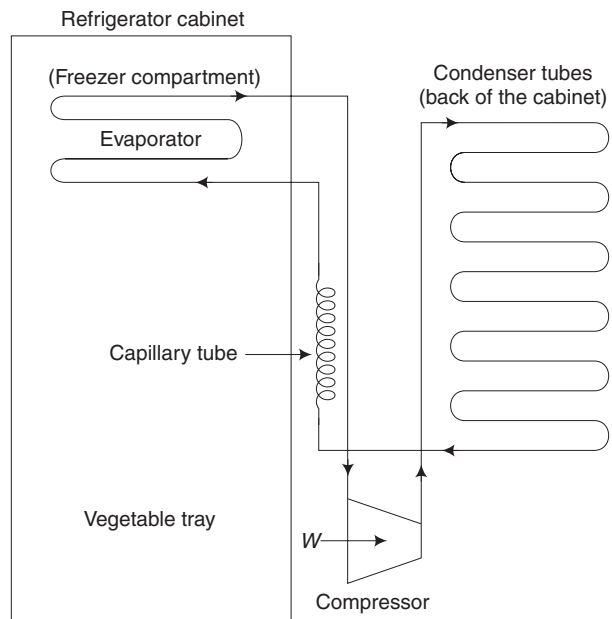 Refrigerator cabinet
(Freezer compartment)
Evaporator
Condenser tubes
(back of the cabinet)
Capillary tube
Vegetable tray
W
Compressor